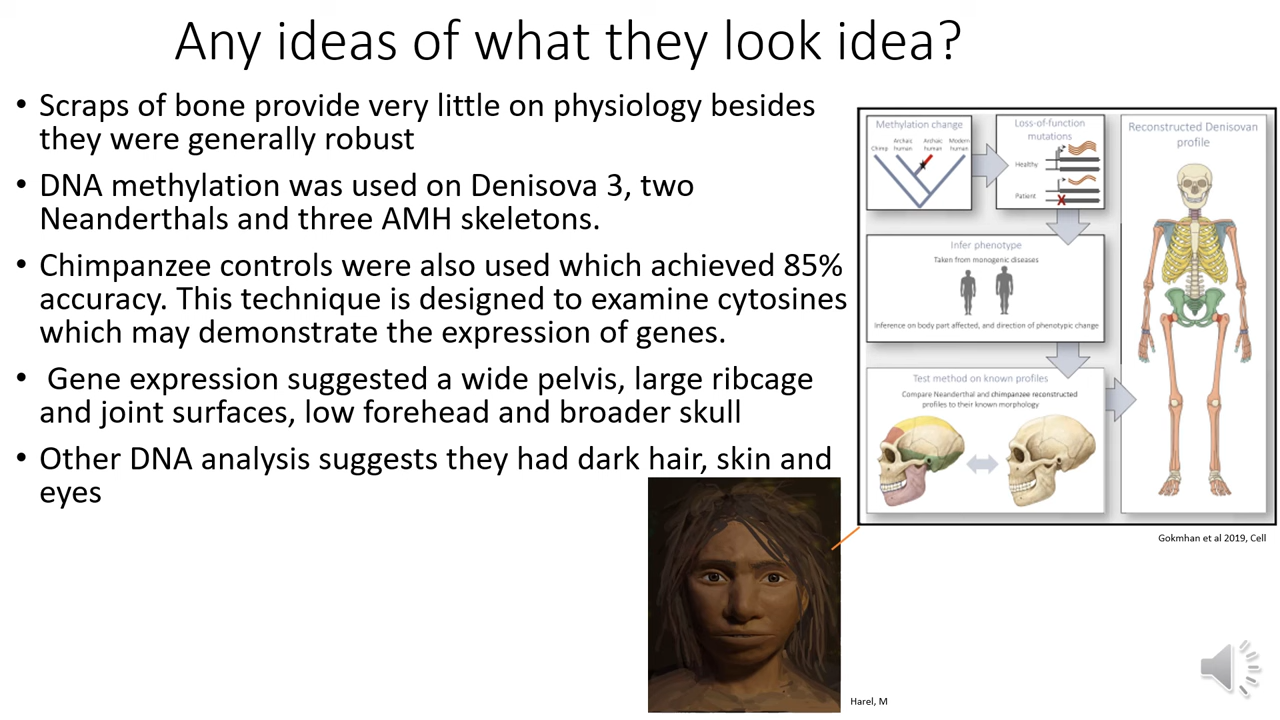 Any ideas of what they look idea?
• Scraps of bone provide very little on physiology besides
they were generally robust
• DNA methylation was used on Denisova 3, two
Neanderthals and three AMH skeletons.
• Chimpanzee controls were also used which achieved 85%
accuracy. This technique is designed to examine cytosines
which may demonstrate the expression of genes.
• Gene expression suggested a wide pelvis, large ribcage
and joint surfaces, low forehead and broader skull
• Other DNA analysis suggests they had dark hair, skin and
eyes
Methylation change
Chimp Archaic human Archaic human Modern human
Loss-of-function
mutations
Healthy
Patient
Infer phenotype
Taken from monogenic diseases
Inference on body part affected, and direction of phenotypic change
Test method on known profiles
Compare Neanderthal and chimpanzee reconstructed
profiles to their known morphology
Reconstructed Denisovan
profile
Gokmhan et al 2019, Cell
Harel, M